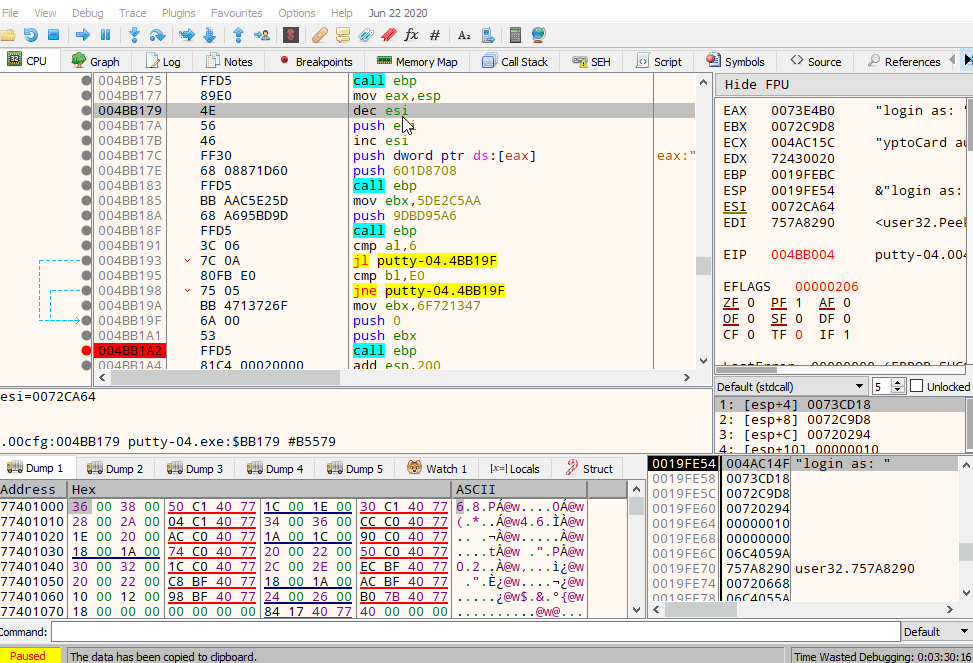 File View Debug Tracer Plugins Favourites Options Help Jun 22 2020
CPU Graph Log Notes Breakpoints Memory Map Call Stack SEH Script Symbols Source References
004BB175 FFD5 call ebp
004BB177 89E0 mov eax,esp
004BB179 4E dec esi
004BB17A 56 push esi
004BB17B 46 inc esi
004BB17C FF30 push dword ptr ds:[eax] eax:"
004BB17E 68 08871D60 push 601D8708
004BB183 FFD5 call ebp
004BB185 BB AAC5E25D mov ebx,5DE2C5AA
004BB18A 68 A695BD9D push 9DBD95A6
004BB18F FFD5 call ebp
004BB191 3C 06 cmp al,6
004BB193 7C 0A jl putty-04.4BB19F
004BB195 80FB E0 cmp bl,E0
004BB198 75 05 jne putty-04.4BB19F
004BB19A BB 4713726F mov ebx,6F721347
004BB19F 6A 00 push 0
004BB1A1 53 push ebx
004BB1A2 FFD5 call ebp
004BB1A4 81C4 00020000 add esp,200
Hide FPU
EAX 0073E4B0 "login as: "
EBX 0072C9D8
ECX 004AC15C "yptoCard au
EDX 72430020
EBP 0019FEBC
ESP 0019FE54 &"login as:
ESI 0072CA64
EDI 757A8290 <user32.Peek
EIP 004BB004 putty-04.004
EFLAGS 00000206
ZF 0 PF 1 AF 0
OF 0 SF 0 DF 0
CF 0 TF 0 IF 1
LastError 00000000 (ERROR_SUCC
Default (stdcall) 5 Unlocked
1: [esp+4] 0073CD18
2: [esp+8] 0072C9D8
3: [esp+C] 00720294
4: [esp+10] 00000010
esi=0072CA64
.00cfg:004BB179 putty-04.exe:$BB179 #B5579
Dump 1 Dump 2 Dump 3 Dump 4 Dump 5 Watch 1 [x=] Locals Struct
Address Hex ASCII
77401000 36 00 38 00 50 C1 40 77 1C 00 1E 00 30 C1 40 77 6.8.PÁ@w....0Á@w
77401010 28 00 2A 00 04 C1 40 77 34 00 36 00 CC C0 40 77 (.*..Á@w4.6.ÌÀ@w
77401020 1E 00 20 00 AC C0 40 77 1A 00 1C 00 90 C0 40 77 .. .¬À@w.....À@w
77401030 18 00 1A 00 74 C0 40 77 20 00 22 00 50 C0 40 77 ....tÀ@w .".PÀ@w
77401040 30 00 32 00 1C C0 40 77 2C 00 2E 00 EC BF 40 77 0.2..À@w,...ì¿@w
77401050 20 00 22 00 C8 BF 40 77 18 00 1A 00 AC BF 40 77 .".È¿@w....¬¿@w
77401060 10 00 12 00 98 BF 40 77 24 00 26 00 B0 7B 40 77 .....¿@w$.&.°{@w
77401070 18 00 00 00 00 00 00 00 84 17 40 77 40 00 00 00 ..........@w@...
0019FE54 004AC14F "login as: "
0019FE58 0073CD18
0019FE5C 0072C9D8
0019FE60 00720294
0019FE64 00000010
0019FE68 00000000
0019FE6C 06C4059A
0019FE70 757A8290 user32.757A8290
0019FE74 00720668
0019FE78 06C4055A
Command: Default
Paused The data has been copied to clipboard. Time Wasted Debugging: 0:03:30:16